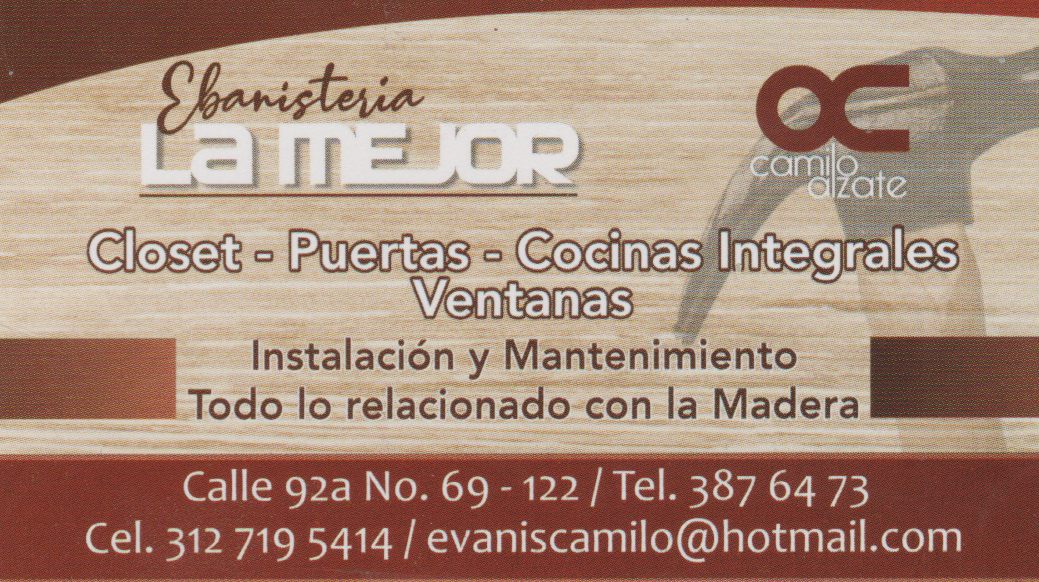 Ebanisteria
La MEJOR
OC
camilo
alzate
Closet - Puertas - Cocinas Integrales
Ventanas
Instalación y Mantenimiento
Todo lo relacionado con la Madera
Calle 92a No. 69 - 122 / Tel. 387 64 73
Cel. 312 719 5414 / evaniscamilo@hotmail.com